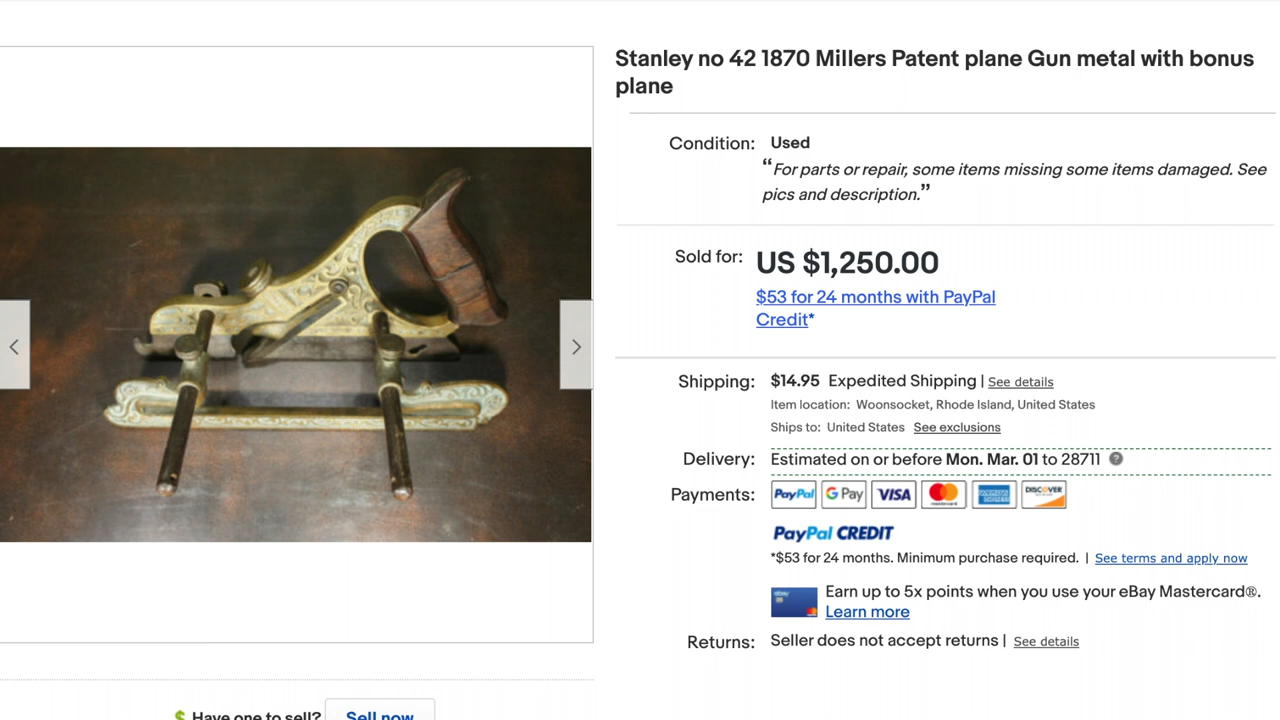 Stanley no 42 1870 Millers Patent plane Gun metal with bonus
plane
Condition: Used
“For parts or repair, some items missing some items damaged. See
pics and description.”
Sold for: US $1,250.00
$53 for 24 months with PayPal
Credit*
Shipping: $14.95 Expedited Shipping | See details
Item location: Woonsocket, Rhode Island, United States
Ships to: United States See exclusions
Delivery: Estimated on or before Mon. Mar. 01 to 28711 ?
Payments: PayPal G Pay VISA mastercard AMERICAN EXPRESS DISCOVER
PayPal CREDIT
*$53 for 24 months. Minimum purchase required. | See terms and apply now
ebay
Earn up to 5x points when you use your eBay Mastercard®.
Learn more
Returns: Seller does not accept returns | See details
$ Have one to sell? Sell now